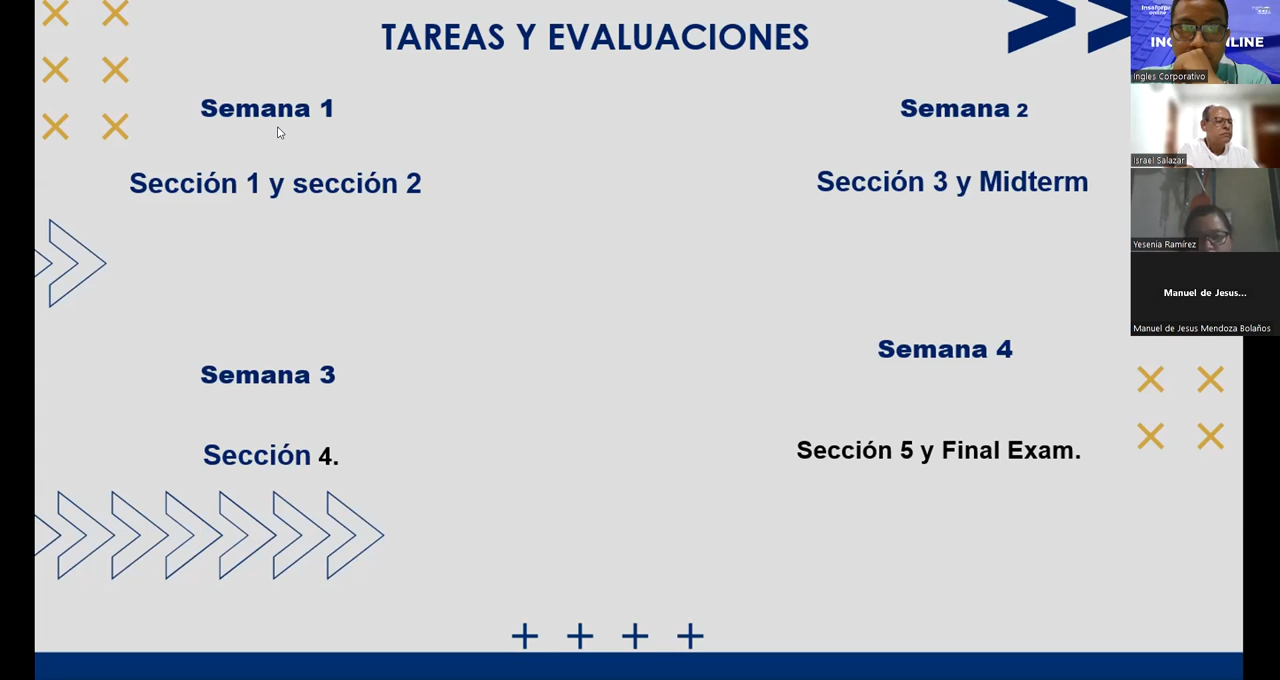 TAREAS Y EVALUACIONES
Semana 1
Semana 2
Sección 1 y sección 2
Sección 3 y Midterm
Semana 3
Semana 4
Sección 4.
Sección 5 y Final Exam.
Ingles Corporativo
Israel Salazar
Yesenia Ramírez
Manuel de Jesus...
Manuel de Jesus Mendoza Bolaños